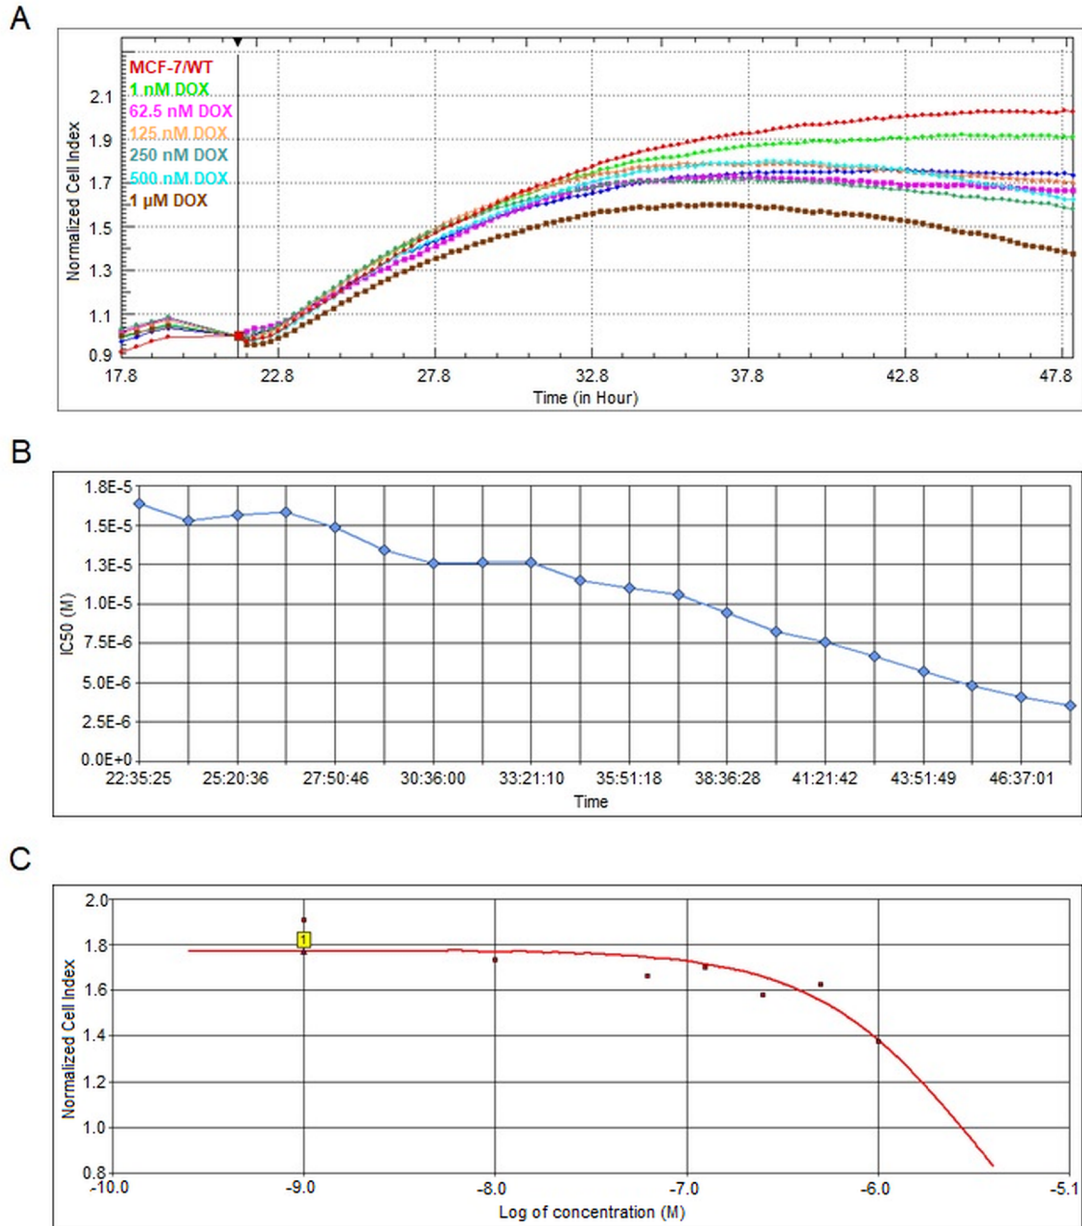 A
Normalized Cell Index
2.1
1.9
1.7
1.5
1.3
1.1
0.9
MCF-7/WT
1 nM DOX
62.5 nM DOX
125 nM DOX
250 nM DOX
500 nM DOX
1 µM DOX
17.8 22.8 27.8 32.8 37.8 42.8 47.8
Time (in Hour)
B
IC50 (M)
1.8E-5
1.5E-5
1.3E-5
1.0E-5
7.5E-6
5.0E-6
2.5E-6
0.0E+0
22:35:25 25:20:36 27:50:46 30:36:00 33:21:10 35:51:18 38:36:28 41:21:42 43:51:49 46:37:01
Time
C
Normalized Cell Index
2.0
1.8
1.6
1.4
1.2
1.0
0.8
1
-10.0 -9.0 -8.0 -7.0 -6.0 -5.1
Log of concentration (M)